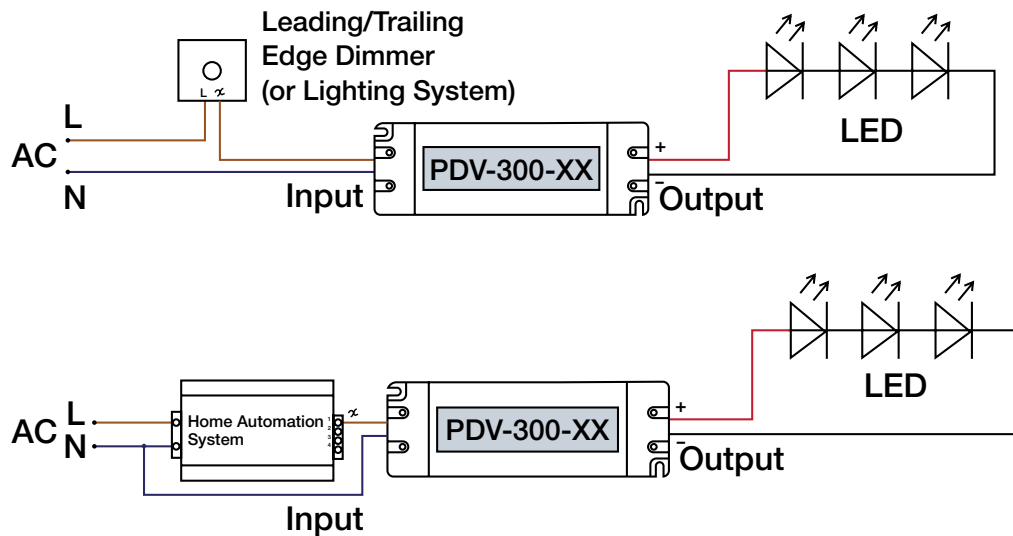 Leading/Trailing
Edge Dimmer
(or Lighting System)
L
L
AC
N
Input
PDV-300-XX
+
-
Output
LED
L
AC
N
Home Automation
System
1
2
3
4
Input
PDV-300-XX
+
-
Output
LED